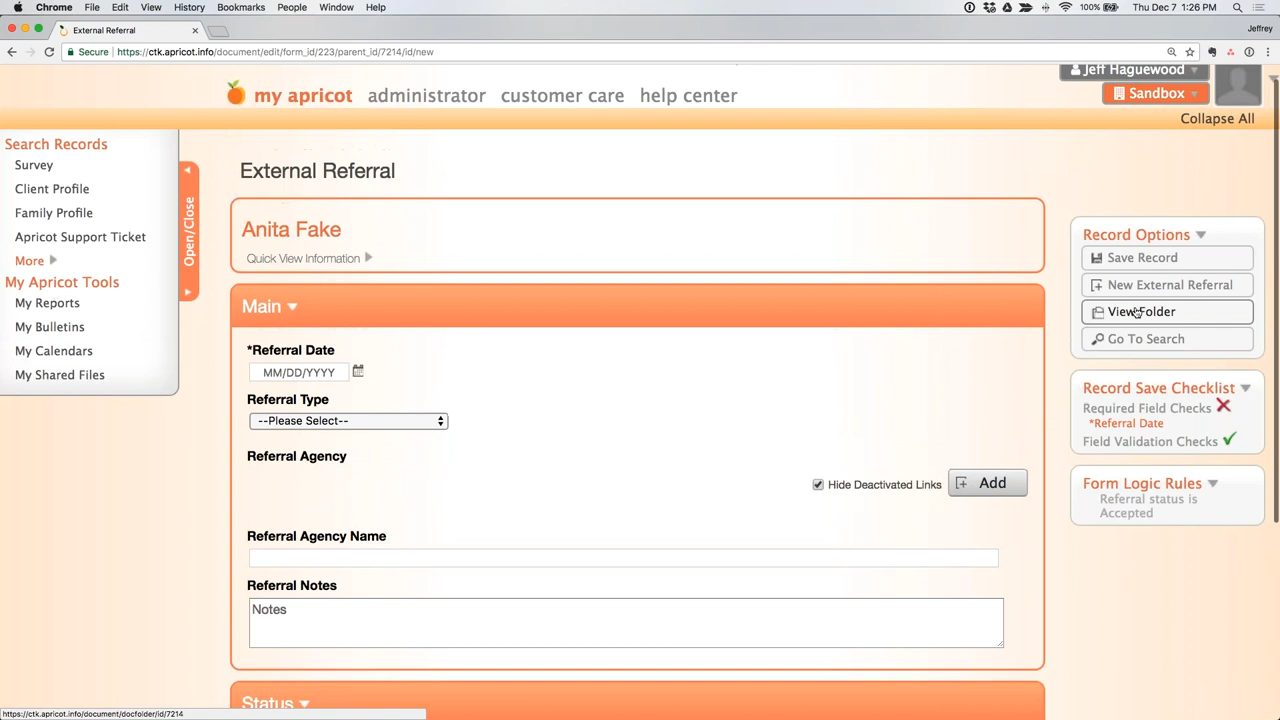 Chrome File Edit View History Bookmarks People Window Help 100% Thu Dec 7 1:26 PM
External Referral Jeffrey
Secure https://ctk.apricot.info/document/edit/form_id/223/parent_id/7214/id/new
Jeff Haguewood
my apricot administrator customer care help center
Sandbox
Collapse All
Search Records
Survey
Client Profile
Family Profile
Apricot Support Ticket
More
My Apricot Tools
My Reports
My Bulletins
My Calendars
My Shared Files
Open/Close
External Referral
Anita Fake
Quick View Information
Main
*Referral Date
MM/DD/YYYY
Referral Type
--Please Select--
Referral Agency
Hide Deactivated Links Add
Referral Agency Name
Referral Notes
Notes
Status
Record Options
Save Record
New External Referral
View Folder
Go To Search
Record Save Checklist
Required Field Checks
*Referral Date
Field Validation Checks
Form Logic Rules
Referral status is
Accepted
https://ctk.apricot.info/document/docfolder/id/7214